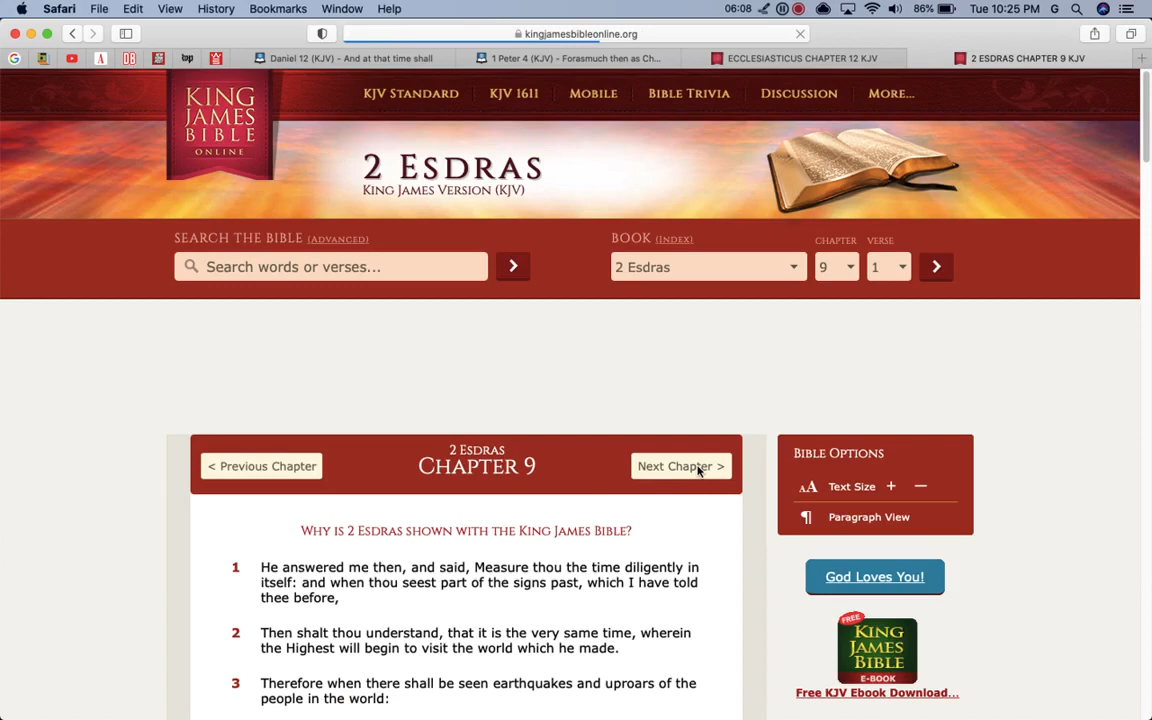 Safari File Edit View History Bookmarks Window Help 06:08 86% Tue 10:25 PM G
kingjamesbibleonline.org
Daniel 12 (KJV) - And at that time shall
1 Peter 4 (KJV) - Forasmuch then as Ch...
ECCLESIASTICUS CHAPTER 12 KJV
2 ESDRAS CHAPTER 9 KJV
KING
JAMES
BIBLE
ONLINE
KJV STANDARD KJV 1611 MOBILE BIBLE TRIVIA DISCUSSION MORE...
2 ESDRAS
KING JAMES VERSION (KJV)
SEARCH THE BIBLE (ADVANCED)
Search words or verses...
BOOK (INDEX) CHAPTER VERSE
2 Esdras 9 1
< Previous Chapter
2 ESDRAS
CHAPTER 9
Next Chapter >
WHY IS 2 ESDRAS SHOWN WITH THE KING JAMES BIBLE?
1 He answered me then, and said, Measure thou the time diligently in
itself: and when thou seest part of the signs past, which I have told
thee before,
2 Then shalt thou understand, that it is the very same time, wherein
the Highest will begin to visit the world which he made.
3 Therefore when there shall be seen earthquakes and uproars of the
people in the world:
BIBLE OPTIONS
AA Text Size + −
¶ Paragraph View
God Loves You!
FREE
KING
JAMES
BIBLE
E-BOOK
Free KJV Ebook Download...